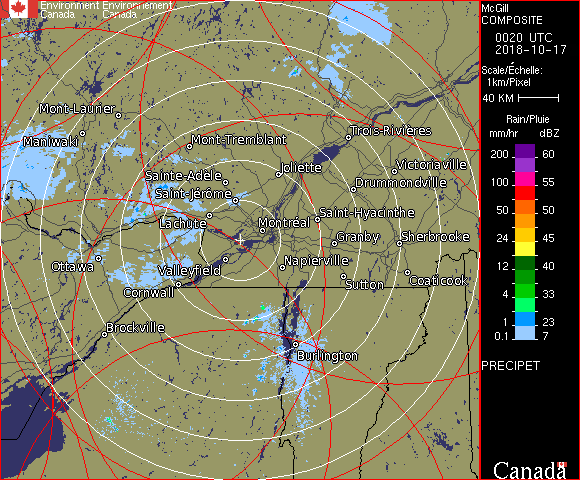 Environment Environnement
Canada Canada
McGill
COMPOSITE
0020 UTC
2018-10-17
Scale/Échelle:
1km/Pixel
40 KM
Rain/Pluie
mm/hr dBZ
200 60
100 55
50 50
24 45
12 40
4 33
1 23
0.1 7
PRECIPET
Canada
Mont-Laurier
Trois-Rivières
Maniwaki
Mont-Tremblant
Victoriaville
Joliette
Sainte-Adèle
Drummondville
Saint-Jérôme
Saint-Hyacinthe
Lachute
Montréal
Granby
Sherbrooke
Ottawa
Napierville
Valleyfield
Sutton
Coaticook
Cornwall
Brockville
Burlington